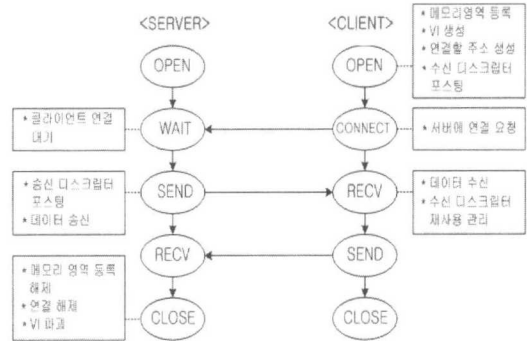 <SERVER>
<CLIENT>
* 메모리영역 등록
* VI 생성
* 연결할 주소 생성
* 수신 디스크립터
포스팅
OPEN
OPEN
* 클라이언트 연결
대기
WAIT
CONNECT
* 서버에 연결 요청
* 송신 디스크립터
포스팅
* 데이터 송신
SEND
RECV
* 데이터 수신
* 수신 디스크립터
재사용 관리
RECV
SEND
* 메모리 영역 등록
해제
* 연결 해제
* VI 파괴
CLOSE
CLOSE